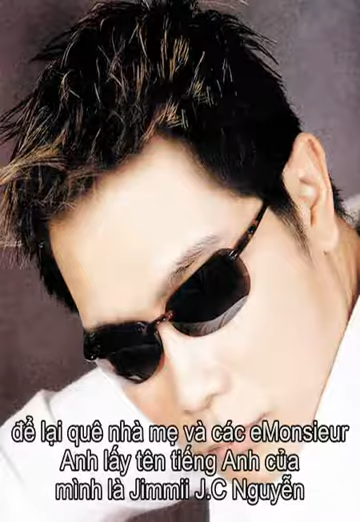 để lại quê nhà mẹ và các eMonsieur
Anh lấy tên tiếng Anh của
mình là Jimmii J.C Nguyễn